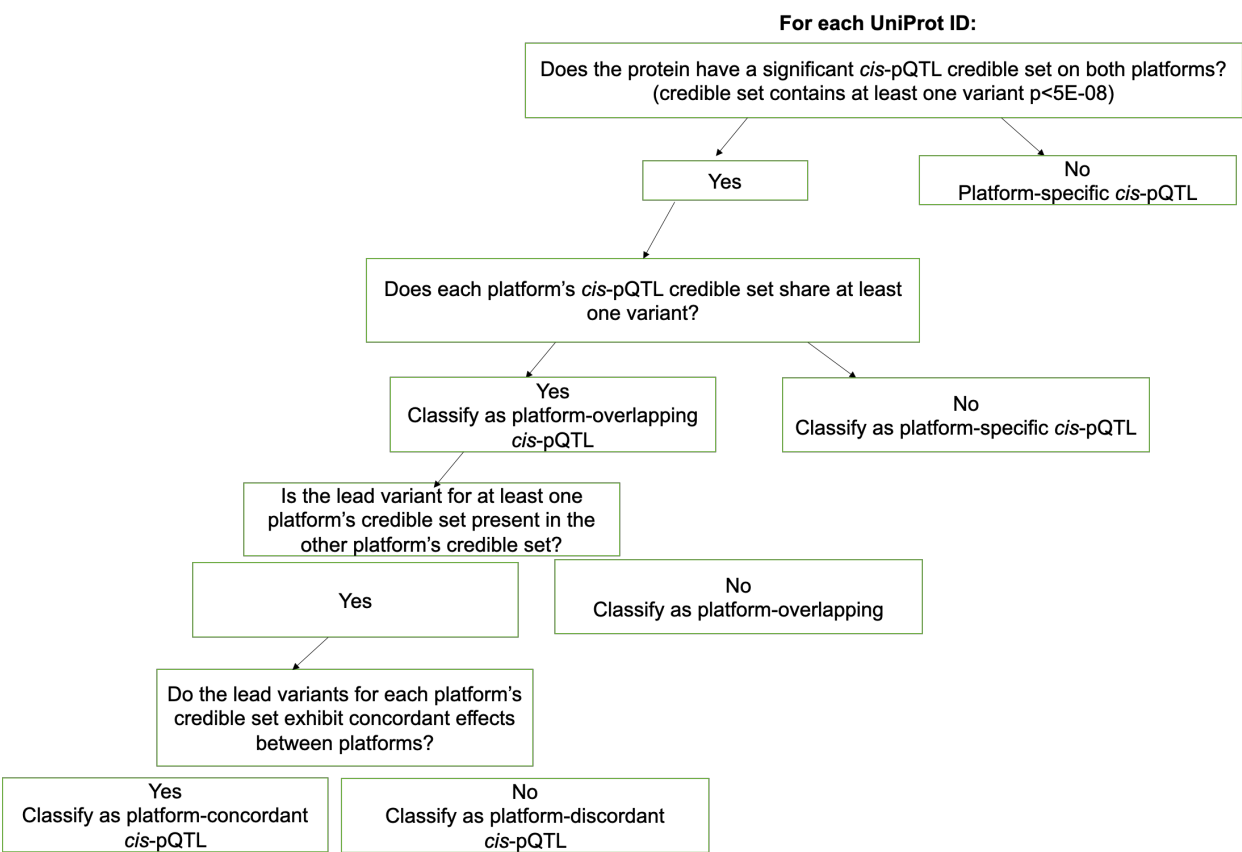 For each UniProt ID:
Does the protein have a significant cis-pQTL credible set on both platforms?
(credible set contains at least one variant p<5E-08)
Yes
No
Platform-specific cis-pQTL
Does each platform's cis-pQTL credible set share at least
one variant?
Yes
Classify as platform-overlapping
cis-pQTL
No
Classify as platform-specific cis-pQTL
Is the lead variant for at least one
platform's credible set present in the
other platform's credible set?
Yes
No
Classify as platform-overlapping
Do the lead variants for each platform's
credible set exhibit concordant effects
between platforms?
Yes
Classify as platform-concordant
cis-pQTL
No
Classify as platform-discordant
cis-pQTL